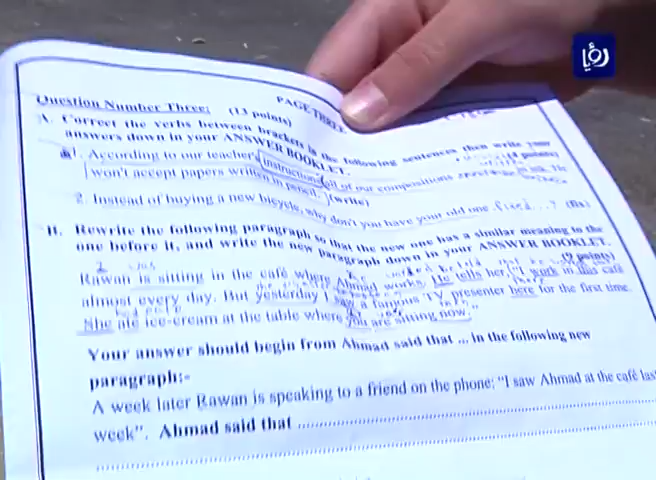 رؤيا
PAGE THREE
Question Number Three: (13 points)
A. Correct the verbs between brackets in the following sentences then write your
answers down in your ANSWER BOOKLET. (4 points)
1. According to our teacher's instructions, all of our compositions
won't accept papers written in pencil. (write)
2. Instead of buying a new bicycle, why don't you have your old one fixed...? (fix)
B. Rewrite the following paragraph so that the new one has a similar meaning to the
one before it, and write the new paragraph down in your ANSWER BOOKLET.
(9 points)
Rawan is sitting in the café where Ahmad works. He tells her, "I work in this café
almost every day. But yesterday I saw a famous TV presenter here for the first time.
She ate ice-cream at the table where you are sitting now."
Your answer should begin from Ahmad said that ... in the following new
paragraph:-
A week later Rawan is speaking to a friend on the phone; "I saw Ahmad at the café las
week". Ahmad said that ................